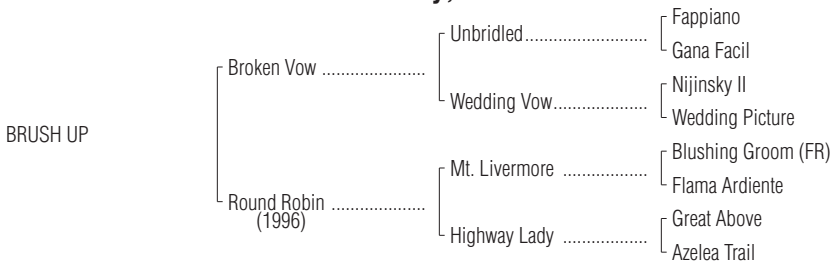 Fappiano
Unbridled..........................
Gana Facil
Broken Vow ......................
Nijinsky II
Wedding Vow....................
Wedding Picture
BRUSH UP
Blushing Groom (FR)
Mt. Livermore ..................
Flama Ardiente
Round Robin ....................
(1996)
Great Above
Highway Lady ..................
Azelea Trail